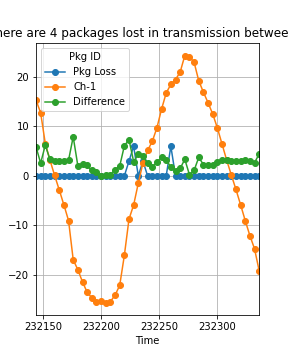 here are 4 packages lost in transmission betwee
Pkg ID
Pkg Loss
Ch-1
Difference
20
10
0
−10
−20
232150 232200 232250 232300
Time